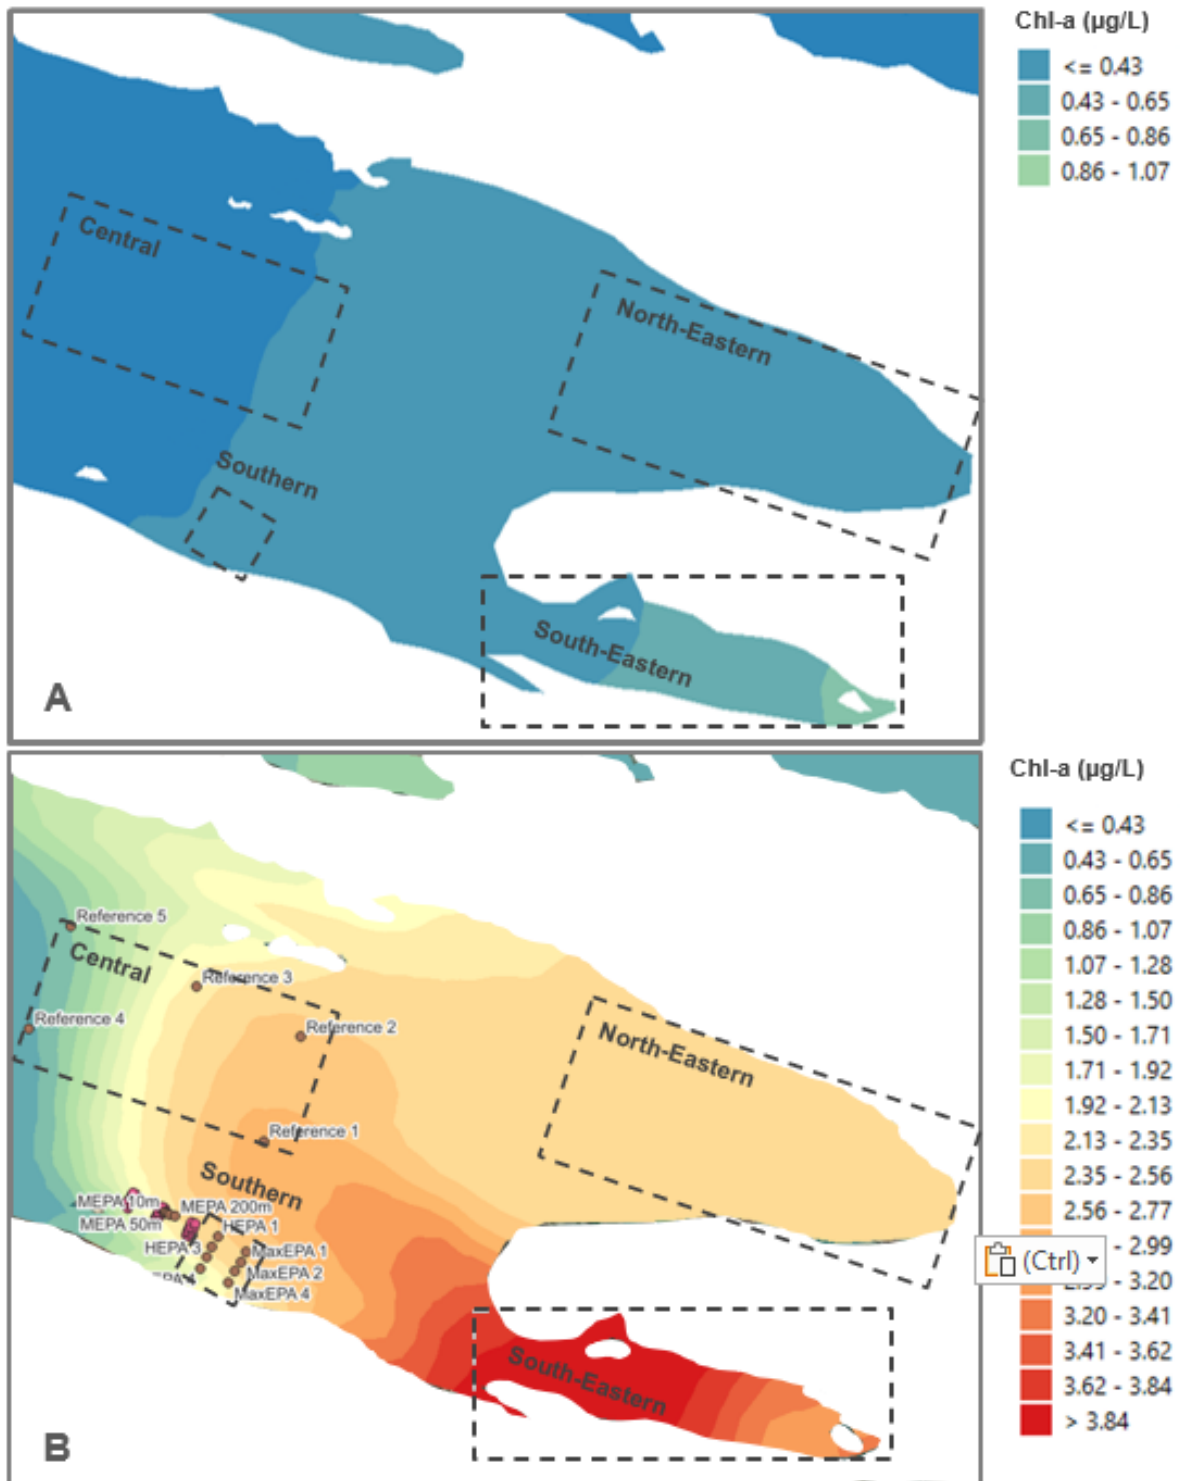 Chl-a (µg/L)
<= 0.43
0.43 - 0.65
0.65 - 0.86
0.86 - 1.07
Central
North-Eastern
Southern
South-Eastern
A
Chl-a (µg/L)
<= 0.43
0.43 - 0.65
0.65 - 0.86
0.86 - 1.07
1.07 - 1.28
1.28 - 1.50
1.50 - 1.71
1.71 - 1.92
1.92 - 2.13
2.13 - 2.35
2.35 - 2.56
2.56 - 2.77
- 2.99
(Ctrl)
- 3.20
3.20 - 3.41
3.41 - 3.62
3.62 - 3.84
> 3.84
Reference 5
Central
Reference 3
Reference 4
Reference 2
North-Eastern
Reference 1
Southern
MEPA 10m
MEPA 200m
MEPA 50m
HEPA 1
HEPA 3
MaxEPA 1
MaxEPA 2
MaxEPA 4
South-Eastern
B